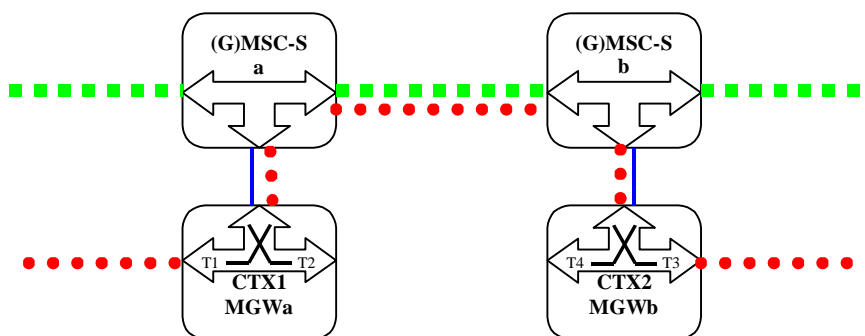 (G)MSC-S
a
(G)MSC-S
b
T1 T2
CTX1
MGWa
T4 T3
CTX2
MGWb